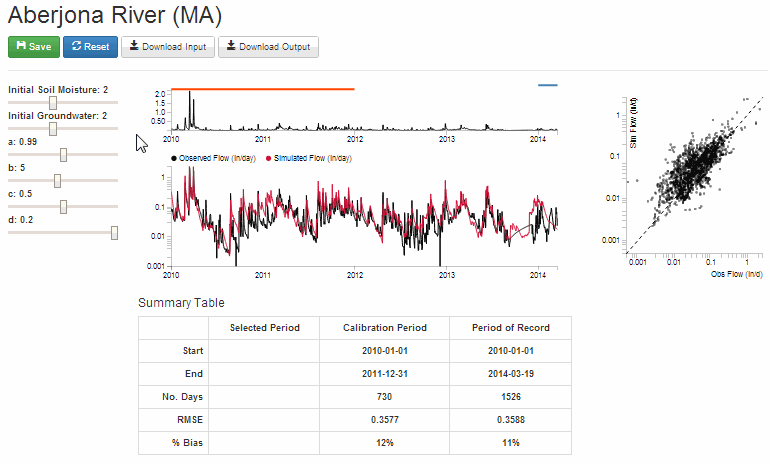 Aberjona River (MA)
Save Reset Download Input Download Output
Initial Soil Moisture: 2
Initial Groundwater: 2
a: 0.99
b: 5
c: 0.5
d: 0.2
2.0
1.5
1.0
0.50
2010 2011 2012 2013 2014
Observed Flow (in/day) Simulated Flow (in/day)
1
0.1
0.01
0.001
2010 2011 2012 2013 2014
Sim Flow (in/d)
1
0.1
0.01
0.001
0.001 0.01 0.1 1
Obs Flow (in/d)
Summary Table
Selected Period Calibration Period Period of Record
Start 2010-01-01 2010-01-01
End 2011-12-31 2014-03-19
No. Days 730 1526
RMSE 0.3577 0.3588
% Bias 12% 11%